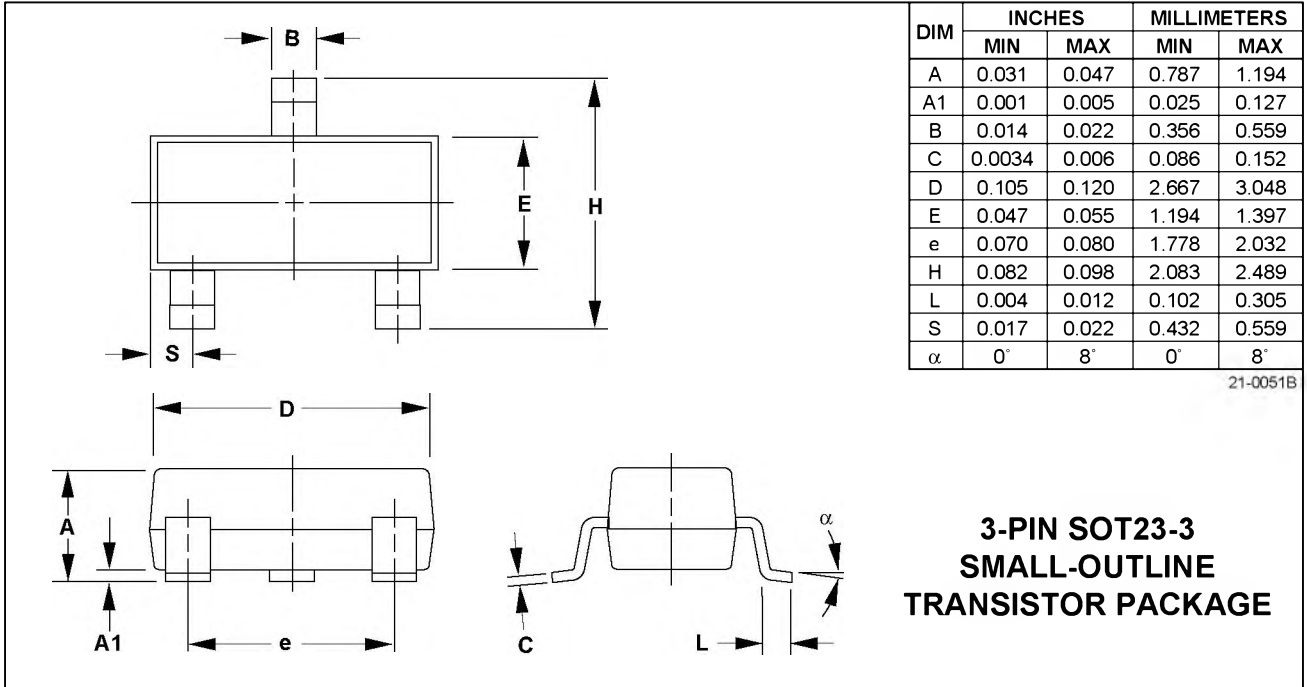 B
E
H
S
D
A
A1
e
C
L
α
DIM INCHES MILLIMETERS
MIN MAX MIN MAX
A 0.031 0.047 0.787 1.194
A1 0.001 0.005 0.025 0.127
B 0.014 0.022 0.356 0.559
C 0.0034 0.006 0.086 0.152
D 0.105 0.120 2.667 3.048
E 0.047 0.055 1.194 1.397
e 0.070 0.080 1.778 2.032
H 0.082 0.098 2.083 2.489
L 0.004 0.012 0.102 0.305
S 0.017 0.022 0.432 0.559
α 0° 8° 0° 8°
21-0051B
3-PIN SOT23-3
SMALL-OUTLINE
TRANSISTOR PACKAGE